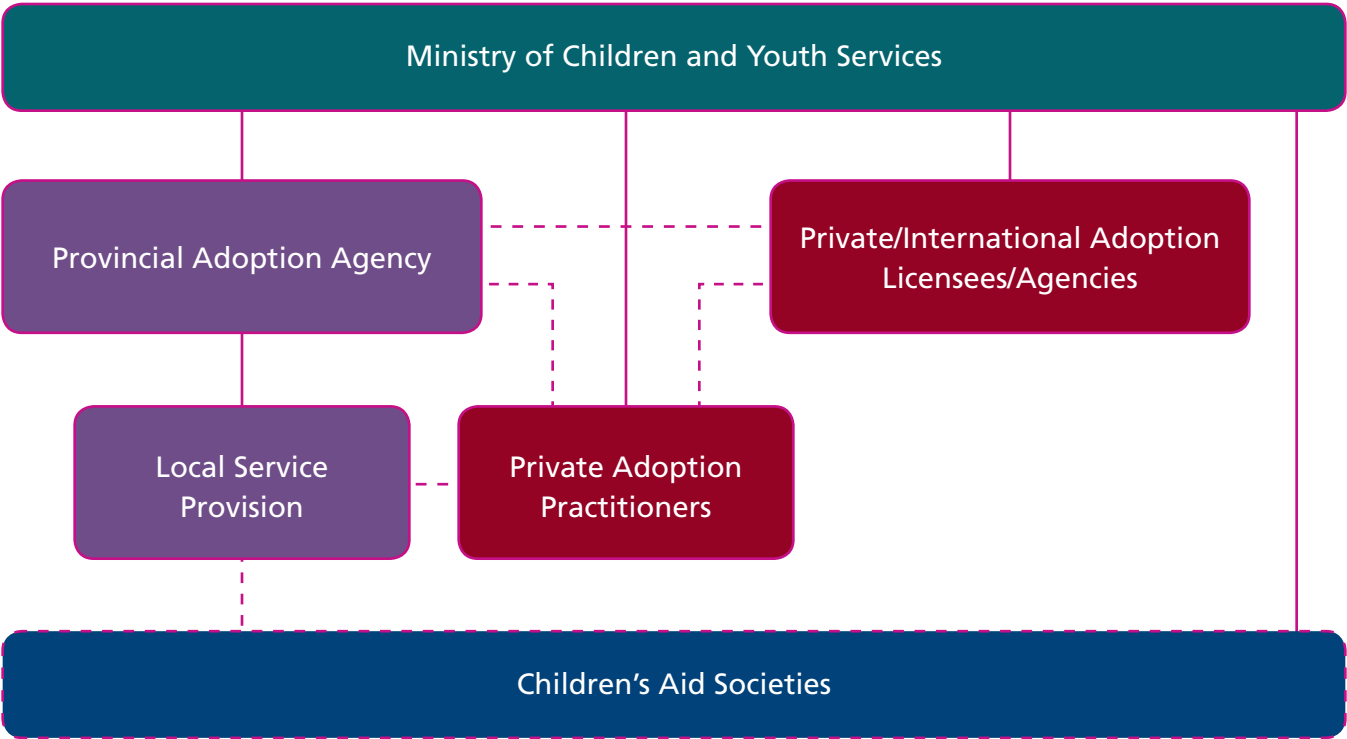 Ministry of Children and Youth Services
Provincial Adoption Agency
Private/International Adoption
Licensees/Agencies
Local Service
Provision
Private Adoption
Practitioners
Children’s Aid Societies